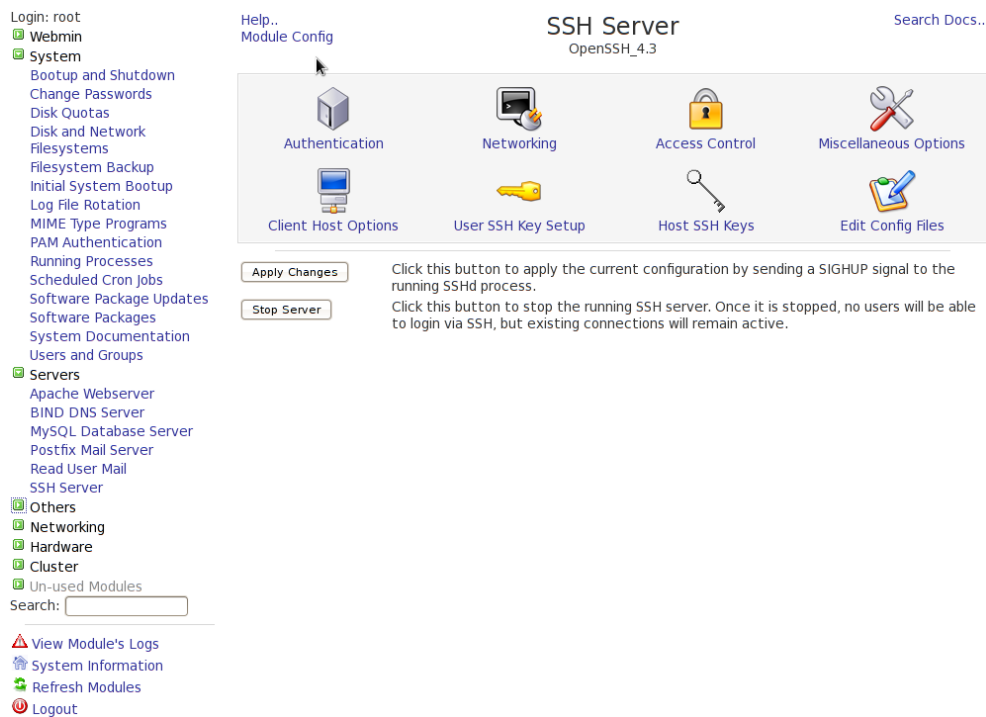 Login: root
Webmin
System
Bootup and Shutdown
Change Passwords
Disk Quotas
Disk and Network
Filesystems
Filesystem Backup
Initial System Bootup
Log File Rotation
MIME Type Programs
PAM Authentication
Running Processes
Scheduled Cron Jobs
Software Package Updates
Software Packages
System Documentation
Users and Groups
Servers
Apache Webserver
BIND DNS Server
MySQL Database Server
Postfix Mail Server
Read User Mail
SSH Server
Others
Networking
Hardware
Cluster
Un-used Modules
Search:
View Module's Logs
System Information
Refresh Modules
Logout
Help..
Module Config
SSH Server
OpenSSH_4.3
Search Docs..
Authentication
Networking
Access Control
Miscellaneous Options
Client Host Options
User SSH Key Setup
Host SSH Keys
Edit Config Files
Apply Changes
Click this button to apply the current configuration by sending a SIGHUP signal to the
running SSHd process.
Stop Server
Click this button to stop the running SSH server. Once it is stopped, no users will be able
to login via SSH, but existing connections will remain active.